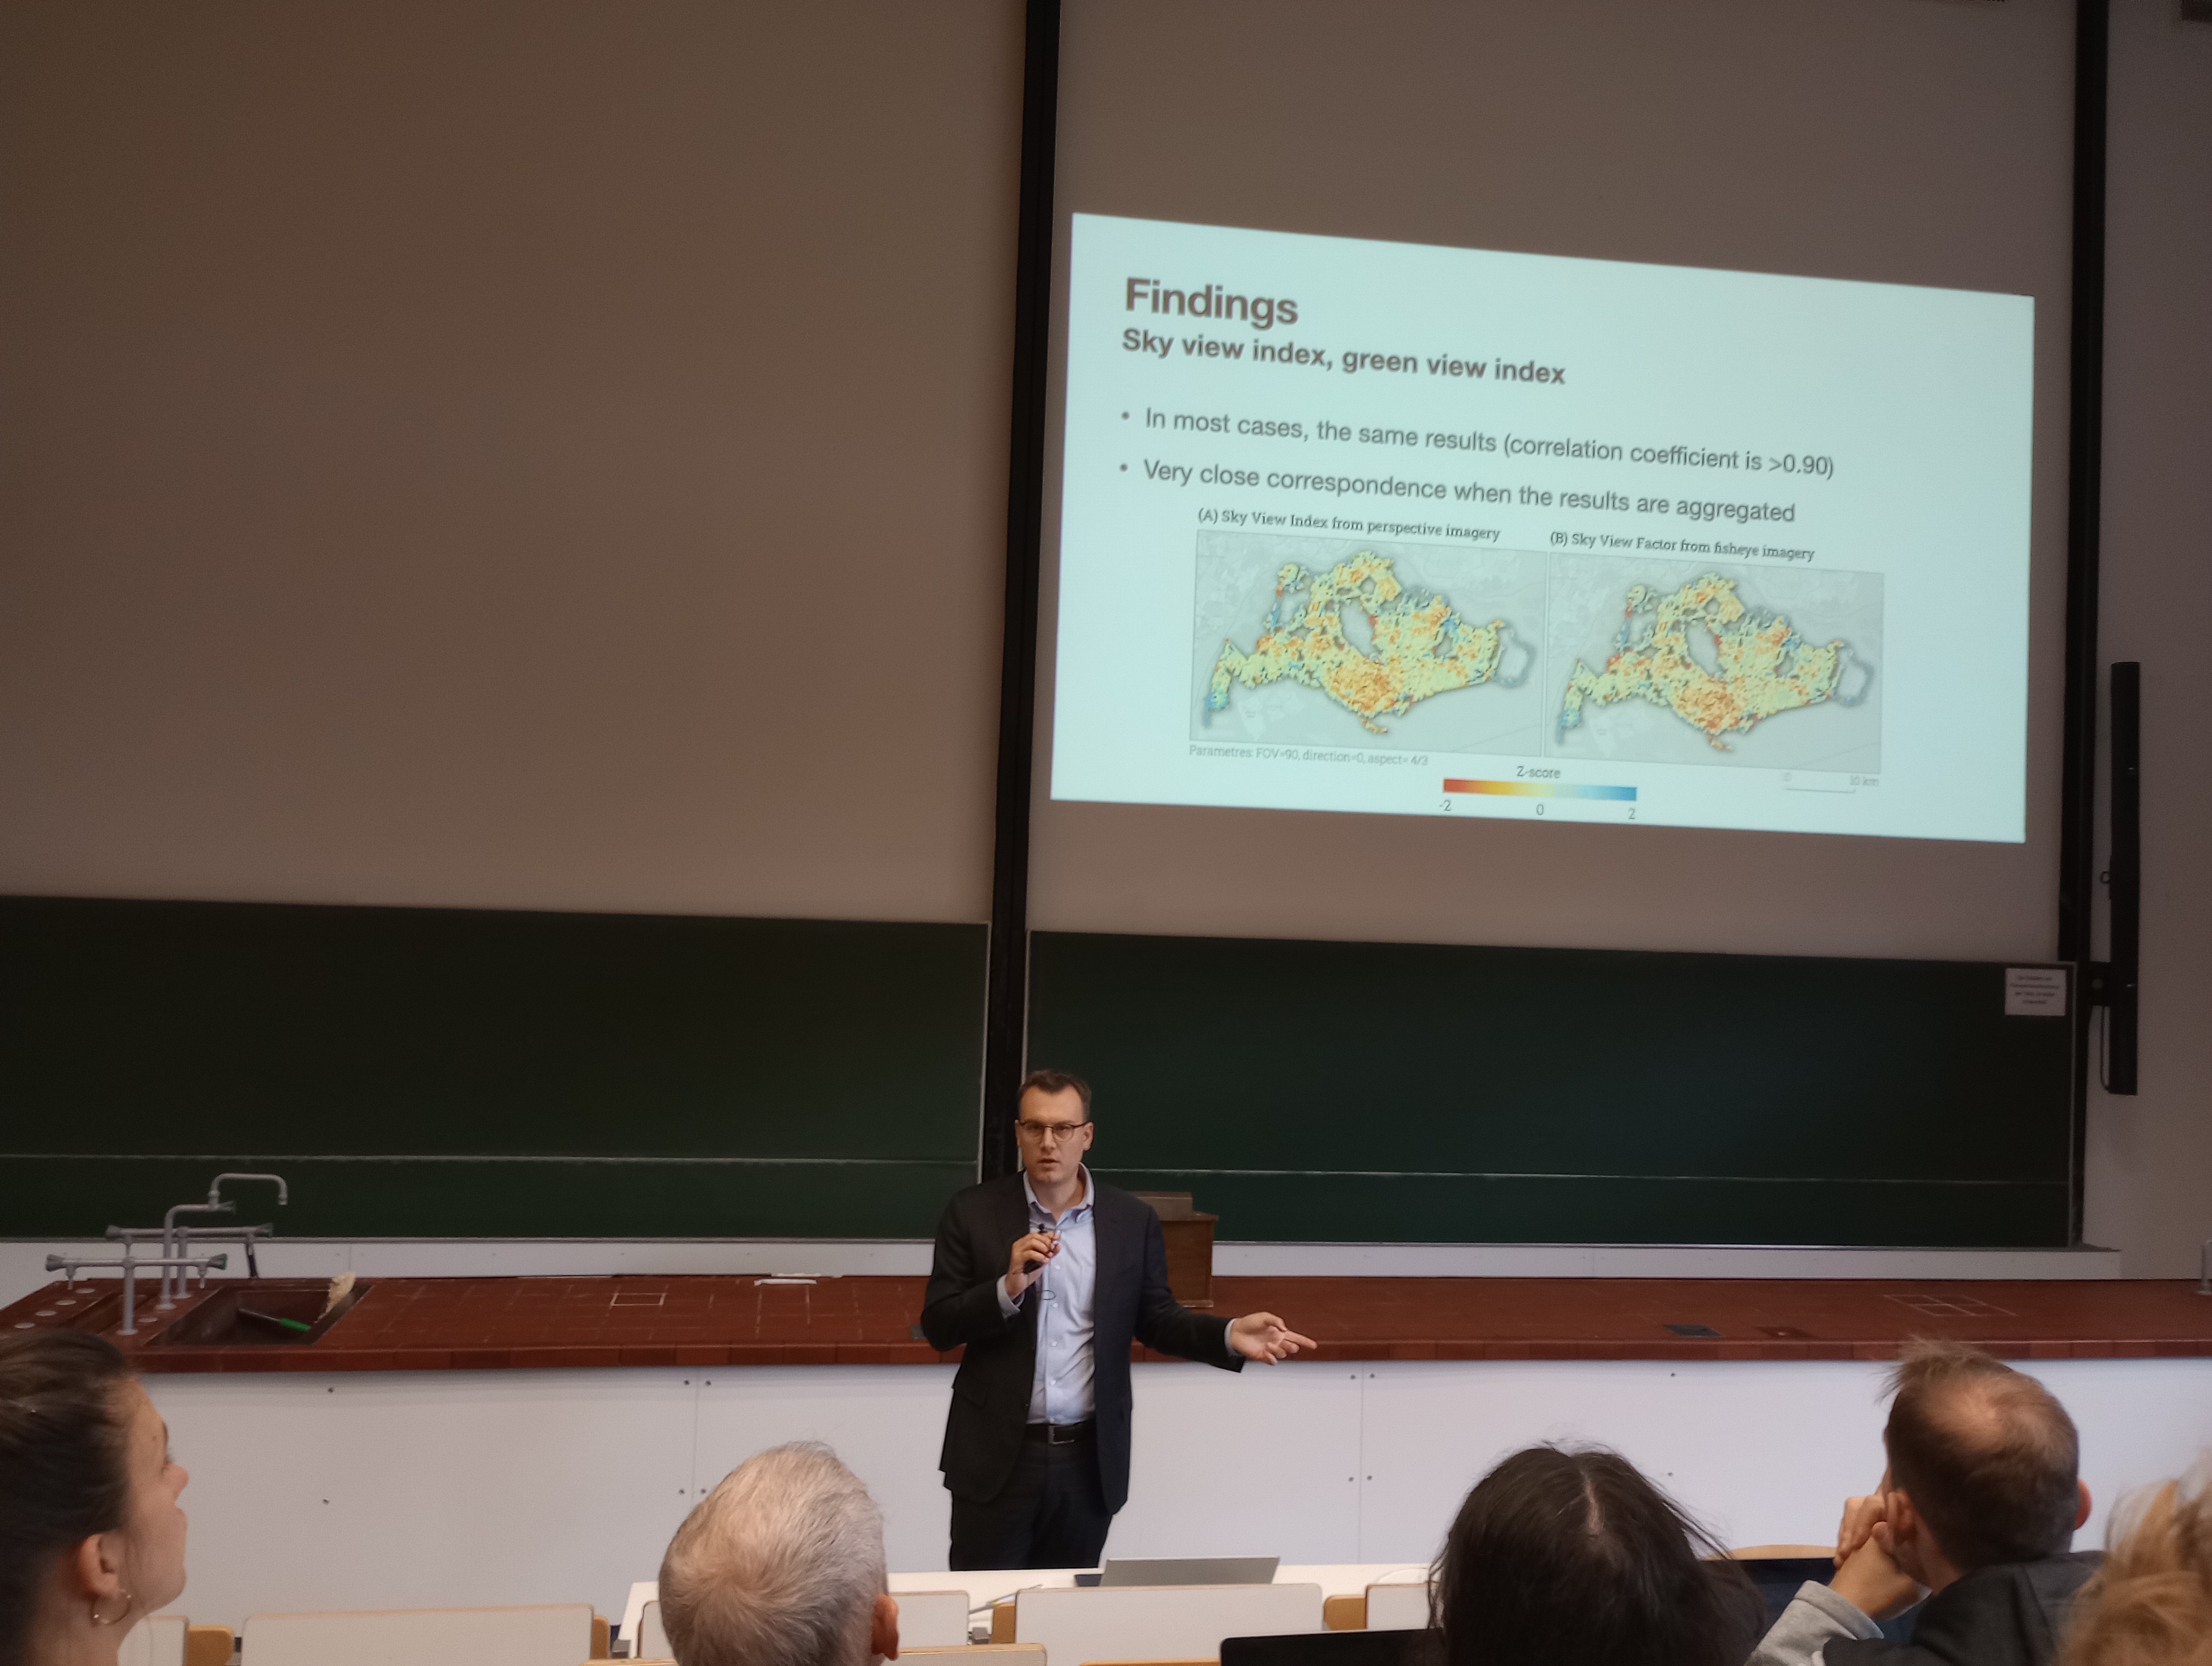 Findings
Sky view index, green view index
• In most cases, the same results (correlation coefficient is >0.90)
• Very close correspondence when the results are aggregated
(A) Sky View Index from perspective imagery
(B) Sky View Factor from fisheye imagery
Parametres: FOV=90, direction=0, aspect= 4/3
0 10 km
Z-score
-2 0 2